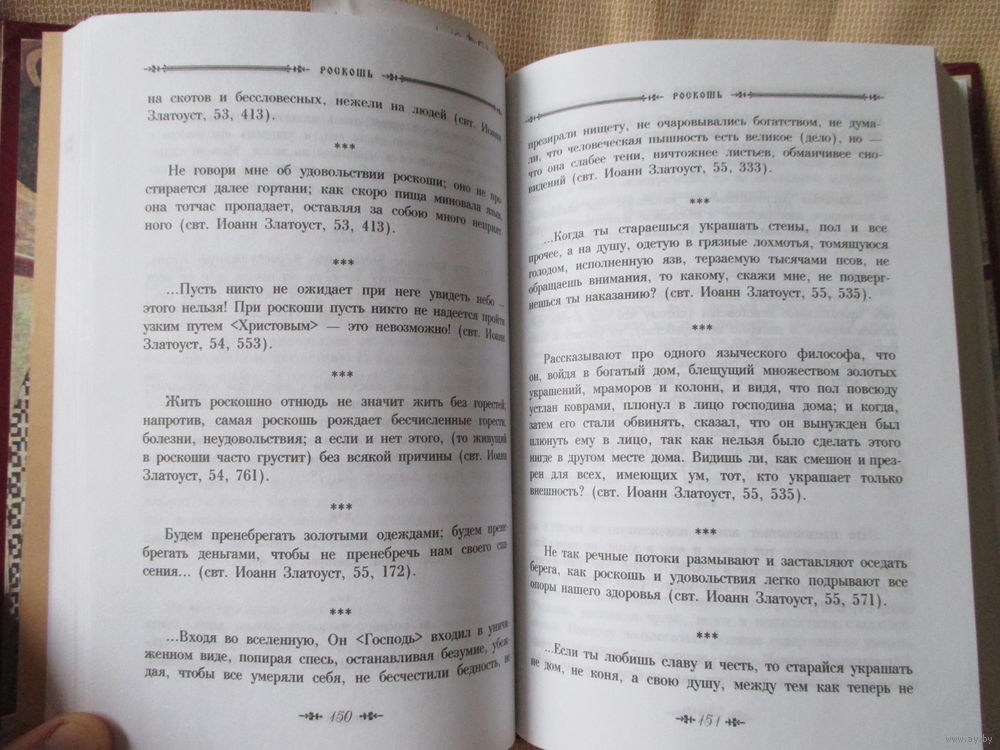 РОСКОШЬ
на скотов и бессловесных, нежели на людей (свт. Иоанн
Златоуст, 53, 413).
***
Не говори мне об удовольствии роскоши; оно не про-
стирается далее гортани; как скоро пища миновала язык,
она тотчас пропадает, оставляя за собою много неприят-
ного (свт. Иоанн Златоуст, 53, 413).
***
...Пусть никто не ожидает при неге увидеть небо —
этого нельзя! При роскоши пусть никто не надеется пройти
узким путем <Христовым> — это невозможно! (свт. Иоанн
Златоуст, 54, 553).
***
Жить роскошно отнюдь не значит жить без горестей;
напротив, самая роскошь рождает бесчисленные горести,
болезни, неудовольствия; а если и нет этого, (то живущий
в роскоши часто грустит) без всякой причины (свт. Иоанн
Златоуст, 54, 761).
***
Будем пренебрегать золотыми одеждами; будем прене-
брегать деньгами, чтобы не пренебречь нам своего спа-
сения... (свт. Иоанн Златоуст, 55, 172).
***
...Входя во вселенную, Он <Господь> входил в уничи-
женном виде, попирая спесь, останавливая безумие, убеж-
дая, чтобы все умеряли себя, не бесчестили бедность, не
150
РОСКОШЬ
презирали нищету, не очаровывались богатством, не дума-
ли, что человеческая пышность есть великое (дело), но —
что она слабее тени, ничтожнее листьев, обманчивее сно-
видений (свт. Иоанн Златоуст, 55, 333).
***
...Когда ты стараешься украшать стены, пол и все
прочее, а на душу, одетую в грязные лохмотья, томящуюся
голодом, исполненную язв, терзаемую тысячами псов, не
обращаешь внимания, то какому, скажи мне, не подверг-
нешься ты наказанию? (свт. Иоанн Златоуст, 55, 535).
***
Рассказывают про одного языческого философа, что
он, войдя в богатый дом, блещущий множеством золотых
украшений, мраморов и колонн, и видя, что пол повсюду
устлан коврами, плюнул в лицо господина дома; и когда,
затем его стали обвинять, сказал, что он вынужден был
плюнуть ему в лицо, так как нельзя было сделать этого
нигде в другом месте дома. Видишь ли, как смешон и презр-
рен для всех, имеющих ум, тот, кто украшает только
внешность? (свт. Иоанн Златоуст, 55, 535).
***
Не так речные потоки размывают и заставляют оседать
берега, как роскошь и удовольствия легко подрывают все
опоры нашего здоровья (свт. Иоанн Златоуст, 55, 571).
***
...Если ты любишь славу и честь, то старайся украшать
не дом, не коня, а свою душу, между тем как теперь не
151
www.ay.by